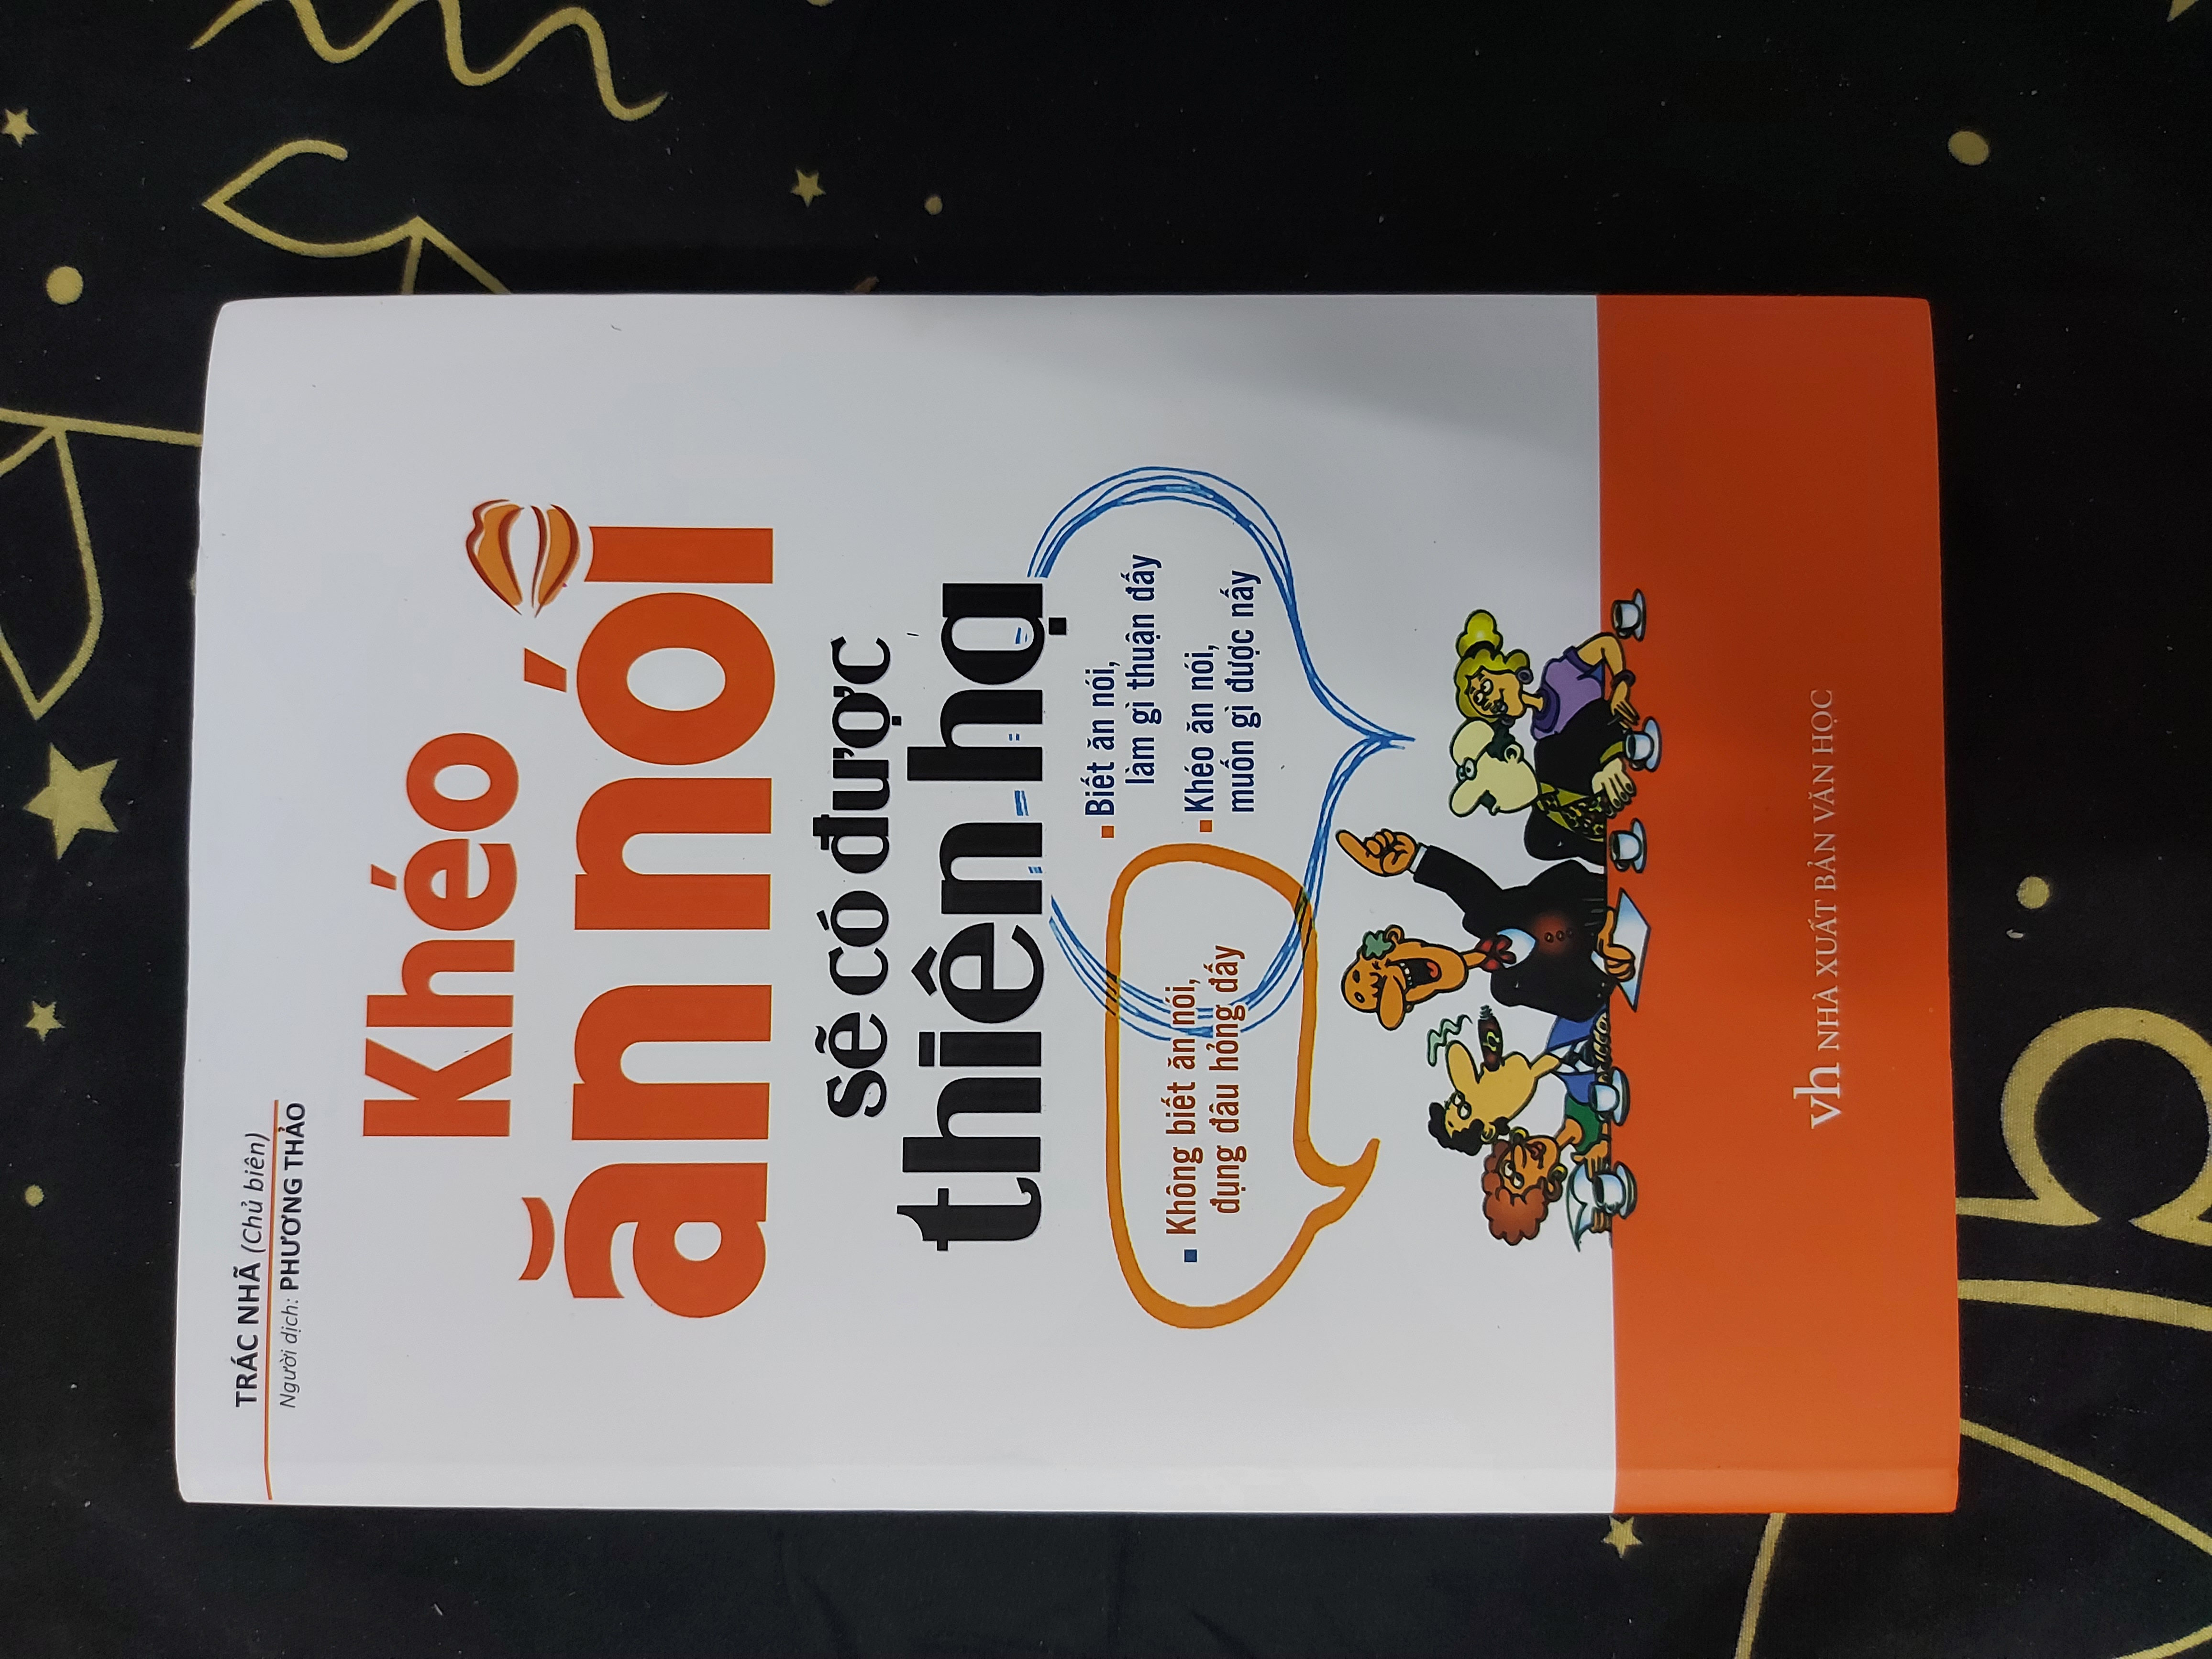 TRÁC NHÃ (Chủ biên)
Người dịch: PHƯƠNG THẢO
Khéo
ăn nói
sẽ có được
thiên hạ
Biết ăn nói,
làm gì thuận đấy
Không biết ăn nói,
đụng đâu hỏng đấy
Khéo ăn nói,
muốn gì được nấy
vh NHÀ XUẤT BẢN VĂN HỌC